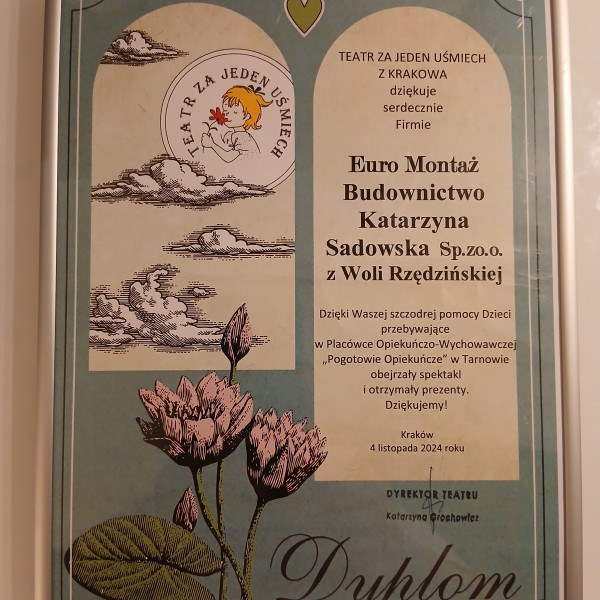 TEATR ZA JEDEN UŚMIECH
TEATR ZA JEDEN UŚMIECH
Z KRAKOWA
dziękuje
serdecznie
Firmie
Euro Montaż
Budownictwo
Katarzyna
Sadowska Sp.zo.o.
z Woli Rzędzińskiej
Dzięki Waszej szczodrej pomocy Dzieci
przebywające
w Placówce Opiekuńczo-Wychowawczej
„Pogotowie Opiekuńcze” w Tarnowie
obejrzały spektakl
i otrzymały prezenty.
Dziękujemy!
Kraków
4 listopada 2024 roku
DYREKTOR TEATRU
Katarzyna Grochowicz
Dyplom